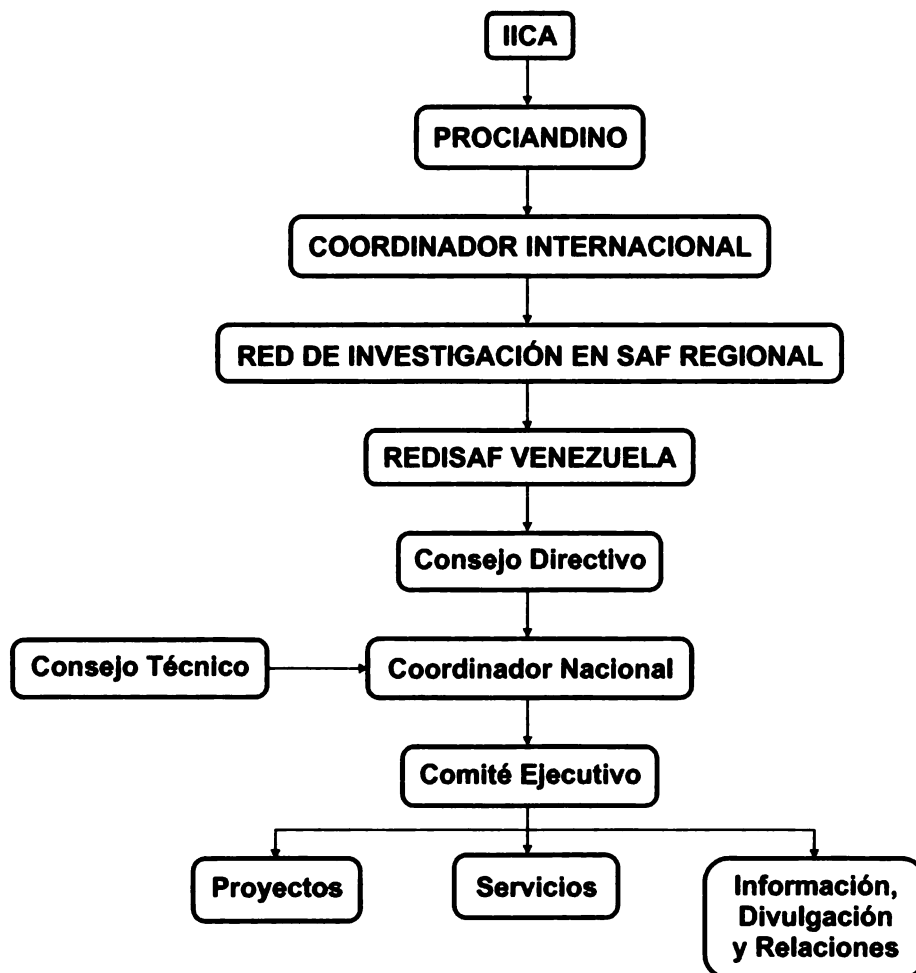 IICA
PROCIANDINO
COORDINADOR INTERNACIONAL
RED DE INVESTIGACIÓN EN SAF REGIONAL
REDISAF VENEZUELA
Consejo Directivo
Consejo Técnico
Coordinador Nacional
Comité Ejecutivo
Proyectos
Servicios
Información,
Divulgación
y Relaciones